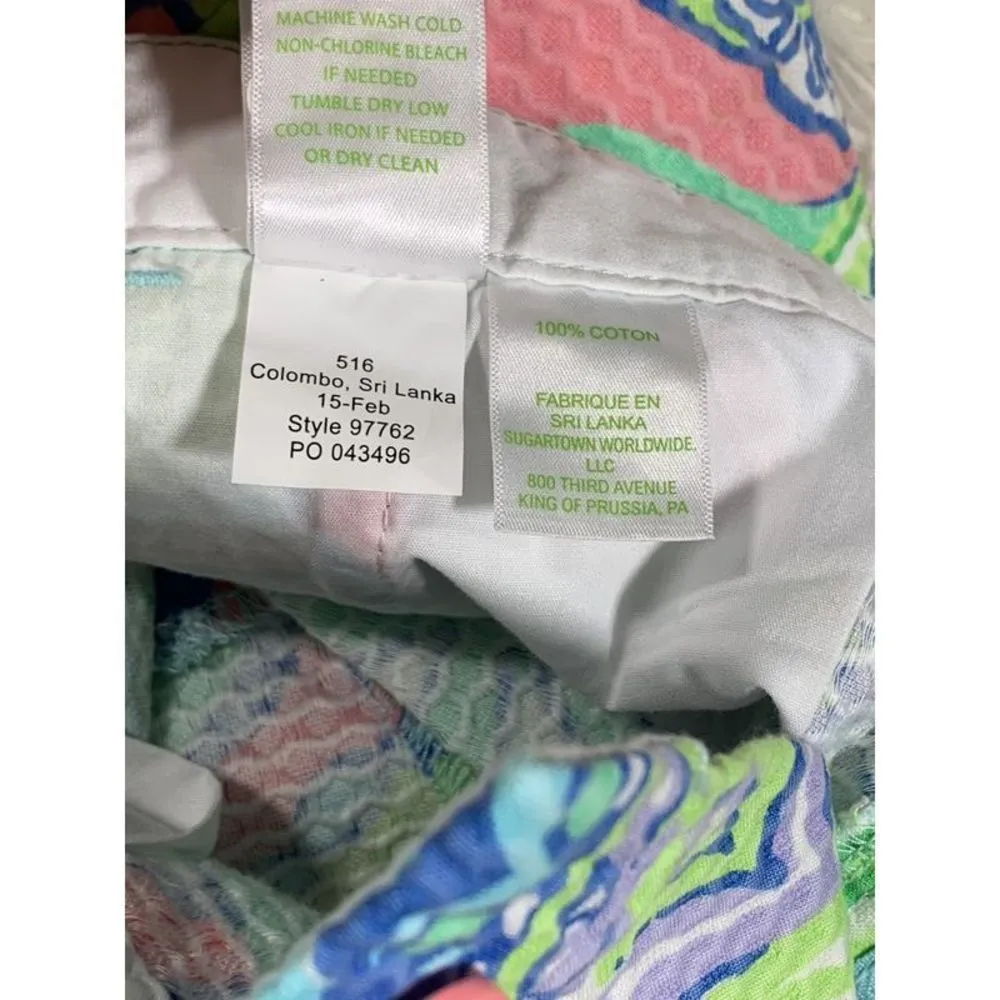 MACHINE WASH COLD
NON-CHLORINE BLEACH
IF NEEDED
TUMBLE DRY LOW
COOL IRON IF NEEDED
OR DRY CLEAN
516
Colombo, Sri Lanka
15-Feb
Style 97762
PO 043496
100% COTON
FABRIQUE EN
SRI LANKA
SUGARTOWN WORLDWIDE,
LLC
800 THIRD AVENUE
KING OF PRUSSIA, PA